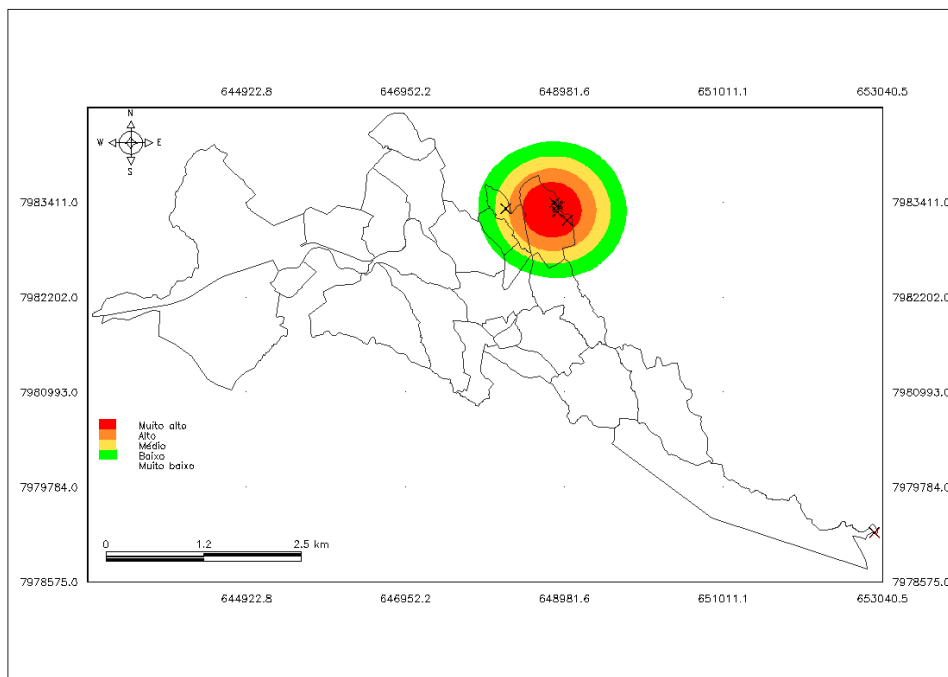 644922.8 646952.2 648981.6 651011.1 653040.5
N
W E
S
7983411.0 7983411.0
7982202.0 7982202.0
7980993.0 7980993.0
Muito alto
Alto
Médio
Baixo
Muito baixo
7979784.0 7979784.0
0 1.2 2.5 km
7978575.0 7978575.0
644922.8 646952.2 648981.6 651011.1 653040.5